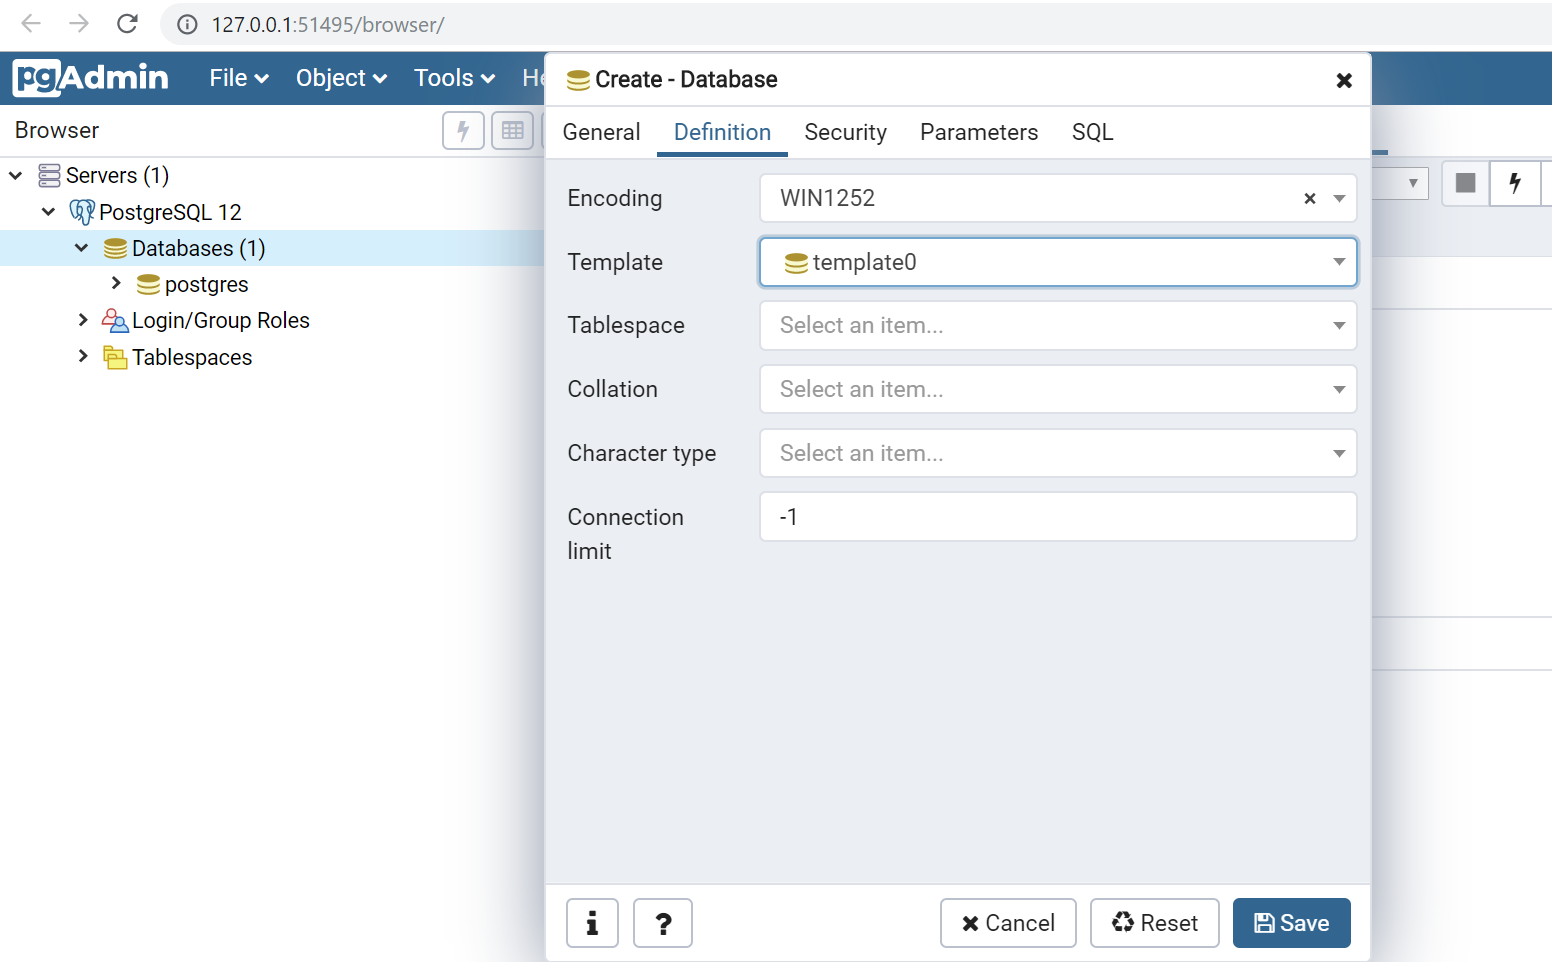 127.0.0.1:51495/browser/
pgAdmin File Object Tools He
Create - Database
Browser
General Definition Security Parameters SQL
Servers (1)
PostgreSQL 12
Databases (1)
postgres
Login/Group Roles
Tablespaces
Encoding WIN1252
Template template0
Tablespace Select an item...
Collation Select an item...
Character type Select an item...
Connection limit -1
i ? Cancel Reset Save